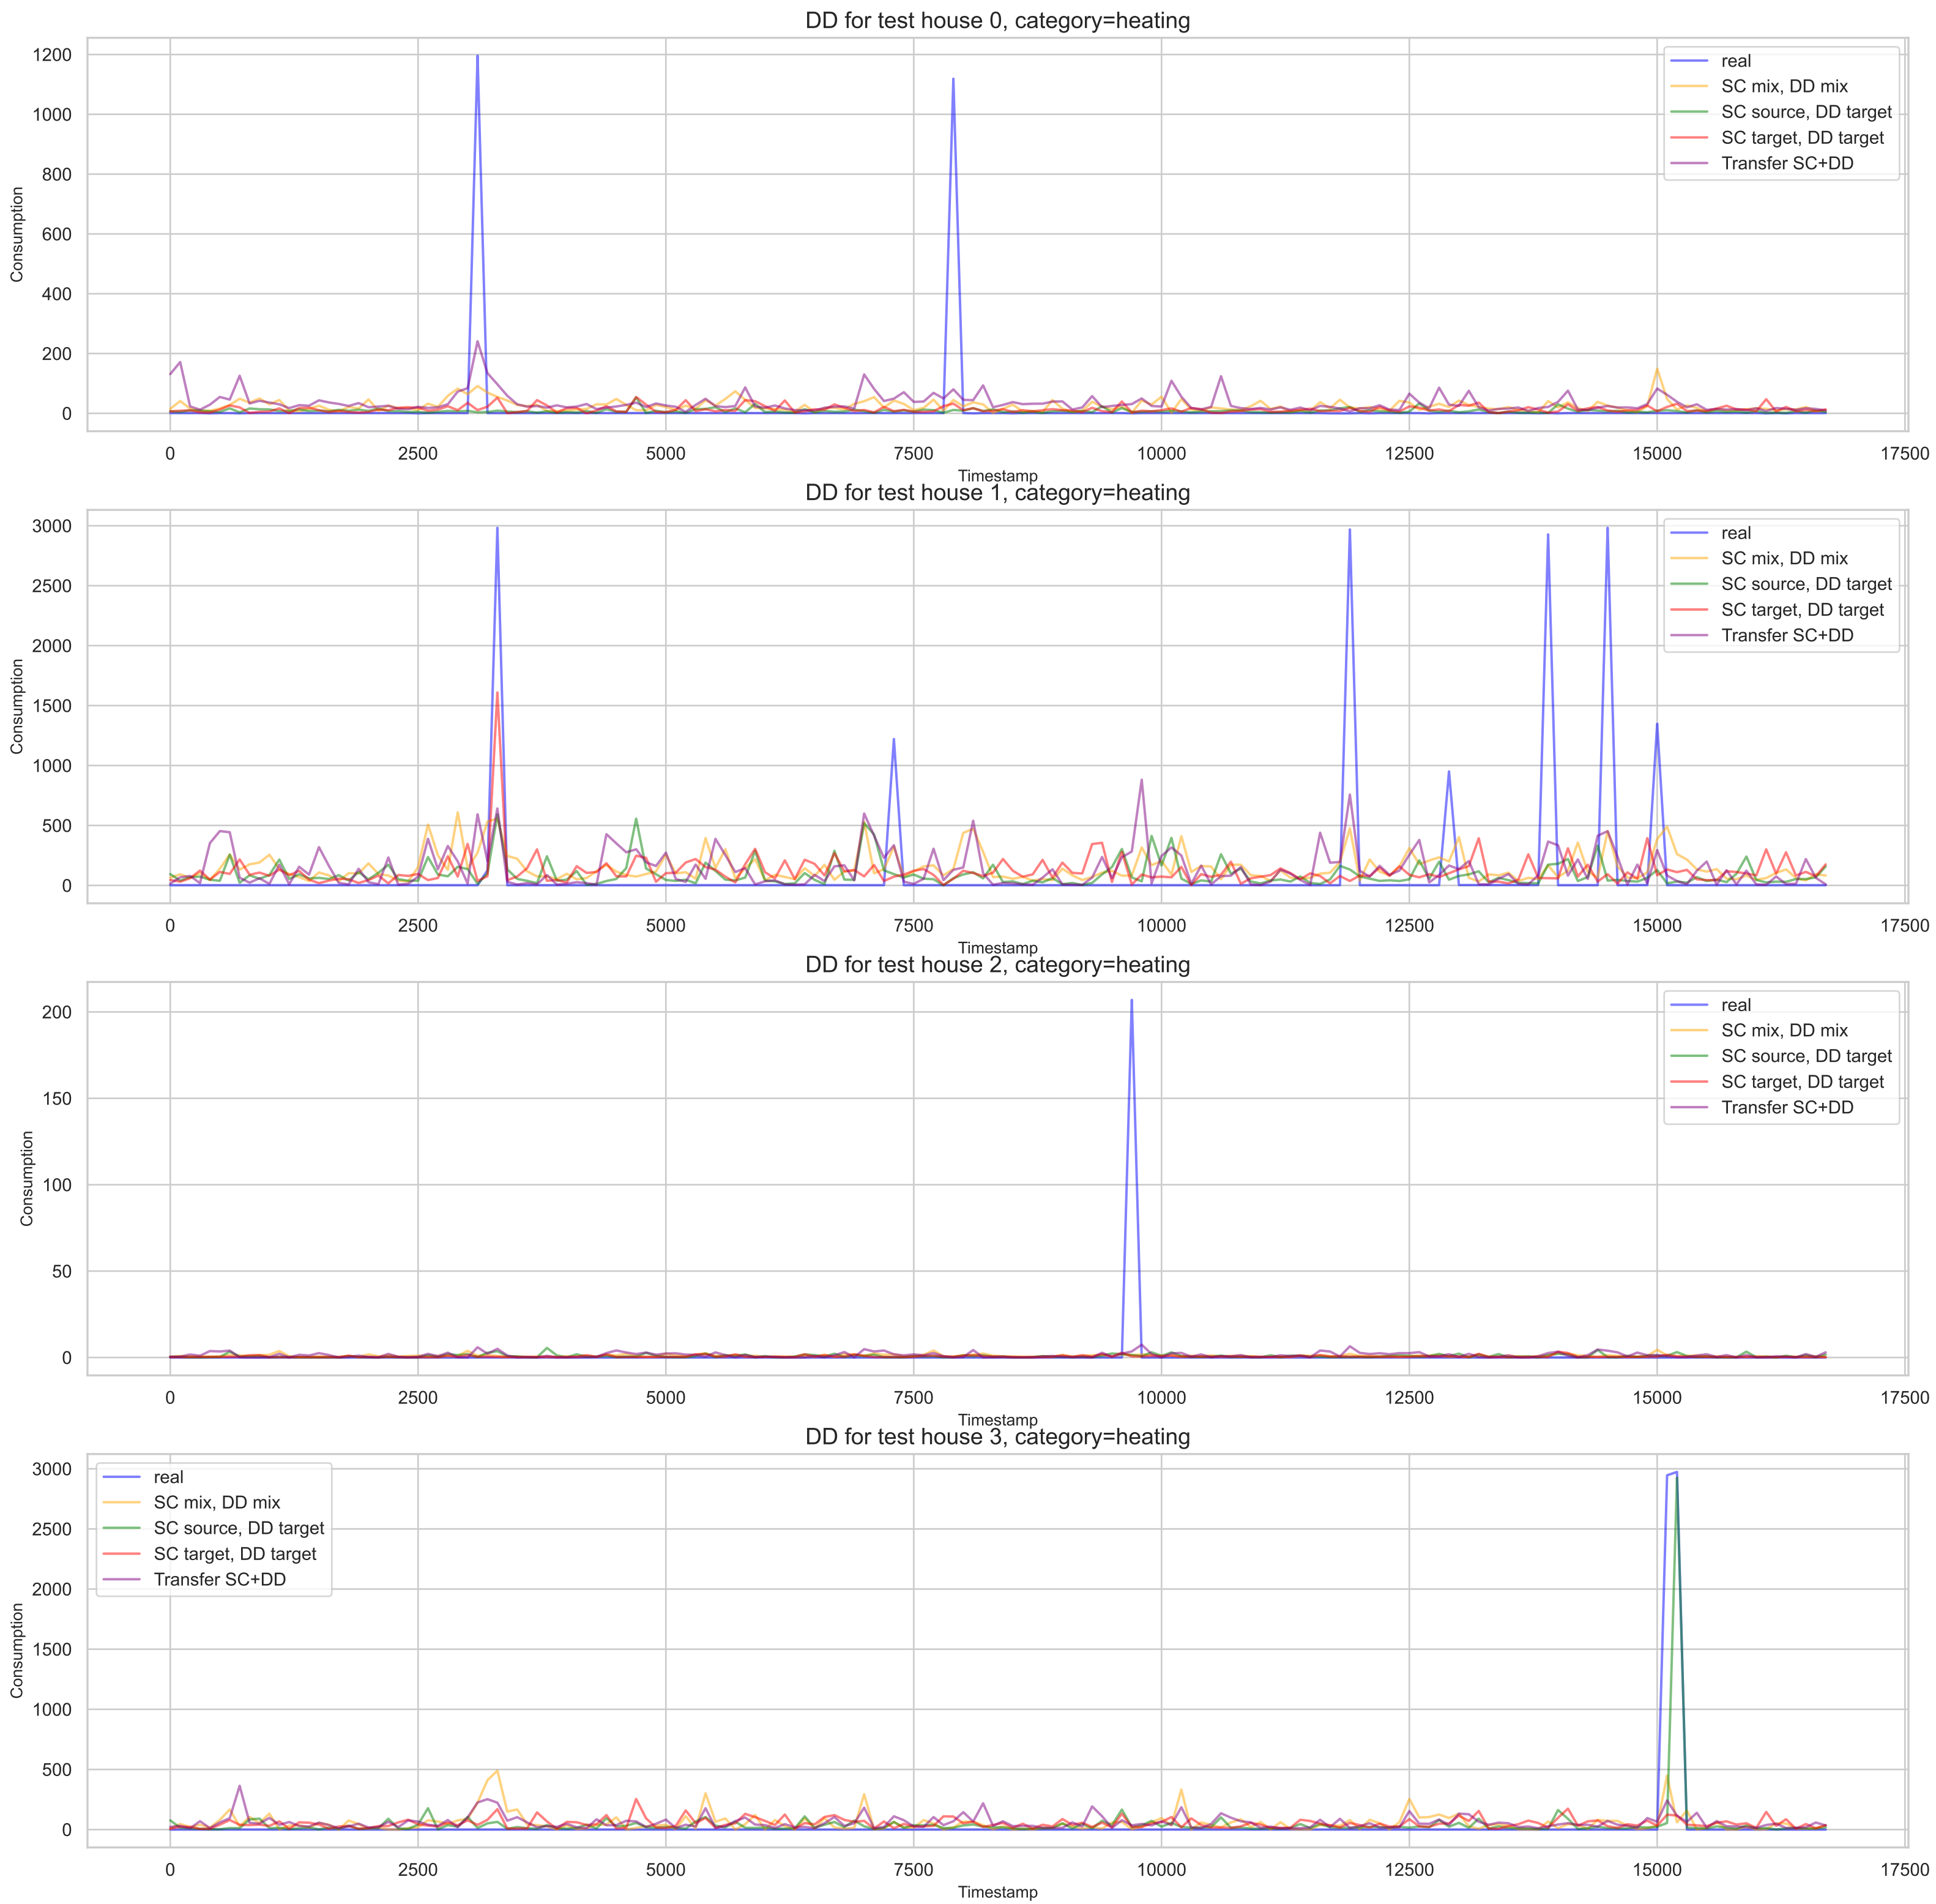 DD for test house 0, category=heating
1200
1000
800
600
400
200
0
Consumption
real
SC mix, DD mix
SC source, DD target
SC target, DD target
Transfer SC+DD
0 2500 5000 7500 10000 12500 15000 17500
Timestamp
DD for test house 1, category=heating
3000
2500
2000
1500
1000
500
0
Consumption
real
SC mix, DD mix
SC source, DD target
SC target, DD target
Transfer SC+DD
0 2500 5000 7500 10000 12500 15000 17500
Timestamp
DD for test house 2, category=heating
200
150
100
50
0
Consumption
real
SC mix, DD mix
SC source, DD target
SC target, DD target
Transfer SC+DD
0 2500 5000 7500 10000 12500 15000 17500
Timestamp
DD for test house 3, category=heating
3000
2500
2000
1500
1000
500
0
Consumption
real
SC mix, DD mix
SC source, DD target
SC target, DD target
Transfer SC+DD
0 2500 5000 7500 10000 12500 15000 17500
Timestamp